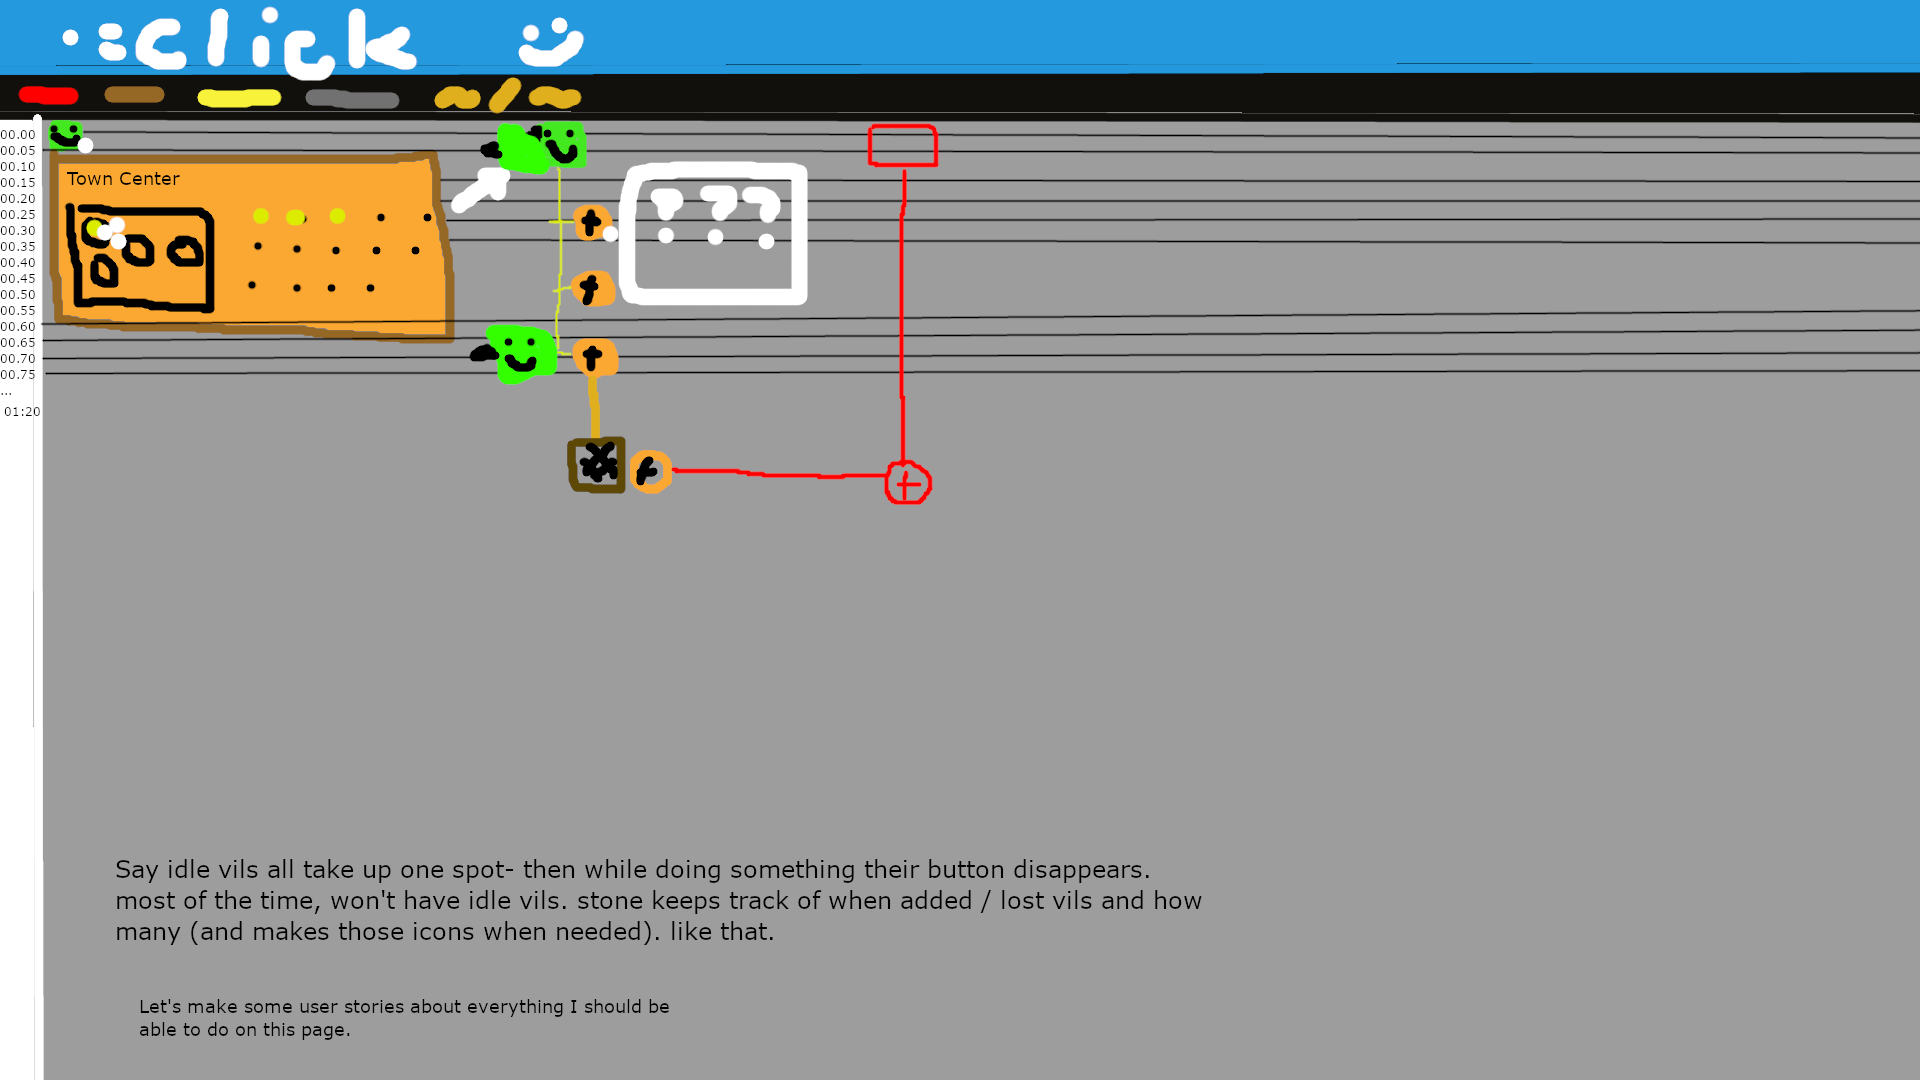 click
00.00
00.05
00.10
00.15
00.20
00.25
00.30
00.35
00.40
00.45
00.50
00.55
00.60
00.65
00.70
00.75
...
01:20
Town Center
???
Say idle vils all take up one spot- then while doing something their button disappears.
most of the time, won't have idle vils. stone keeps track of when added / lost vils and how
many (and makes those icons when needed). like that.
Let's make some user stories about everything I should be
able to do on this page.